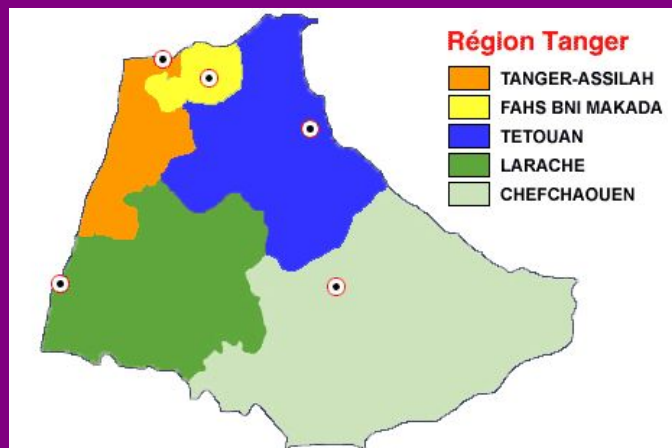 Région Tanger
TANGER-ASSILAH
FAHS BNI MAKADA
TETOUAN
LARACHE
CHEFCHAOUEN